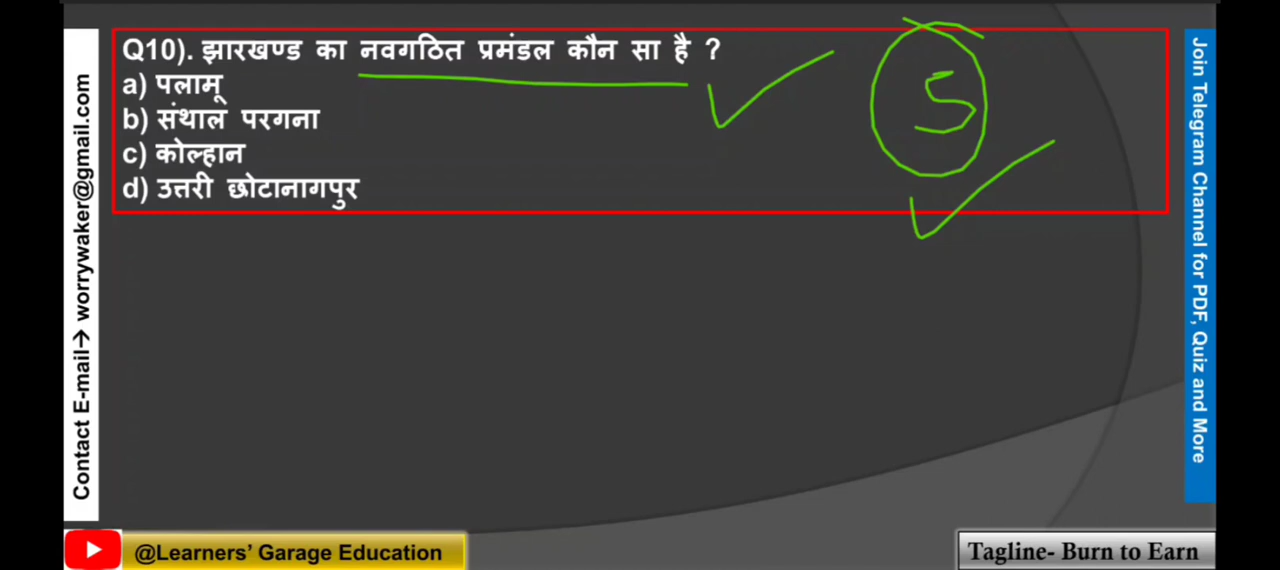 Q10). झारखण्ड का नवगठित प्रमंडल कौन सा है ?
a) पलामू
b) संथाल परगना
c) कोल्हान
d) उत्तरी छोटानागपुर
5
Contact E-mail→ worrywaker@gmail.com
Join Telegram Channel for PDF, Quiz and More
@Learners’ Garage Education
Tagline- Burn to Earn